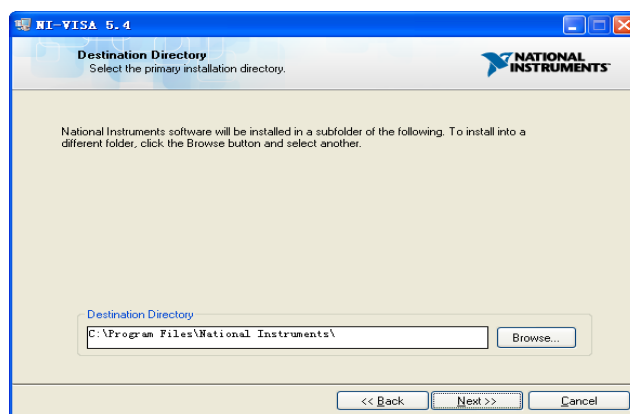 NI-VISA 5.4
Destination Directory
Select the primary installation directory.
NATIONAL
INSTRUMENTS™
National Instruments software will be installed in a subfolder of the following. To install into a
different folder, click the Browse button and select another.
Destination Directory
C:\Program Files\National Instruments\
Browse...
<< Back
Next >>
Cancel